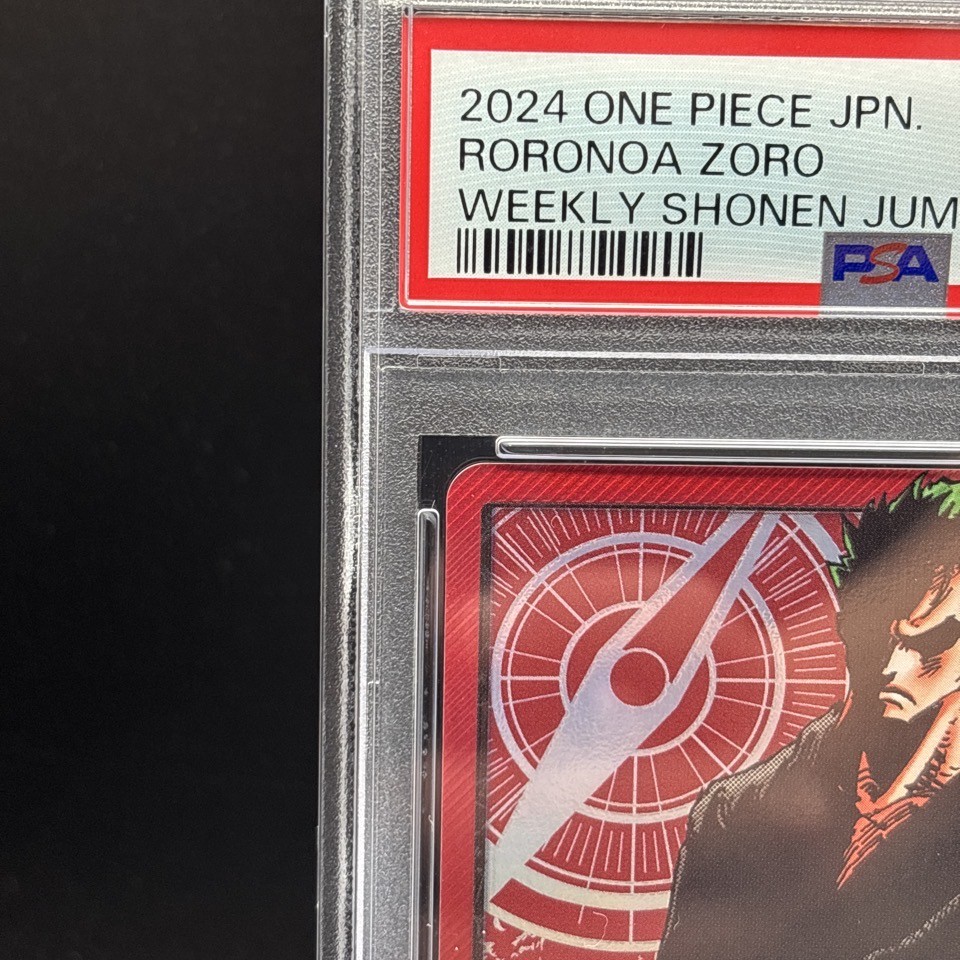 2024 ONE PIECE JPN.
RORONOA ZORO
WEEKLY SHONEN JUM
PSA